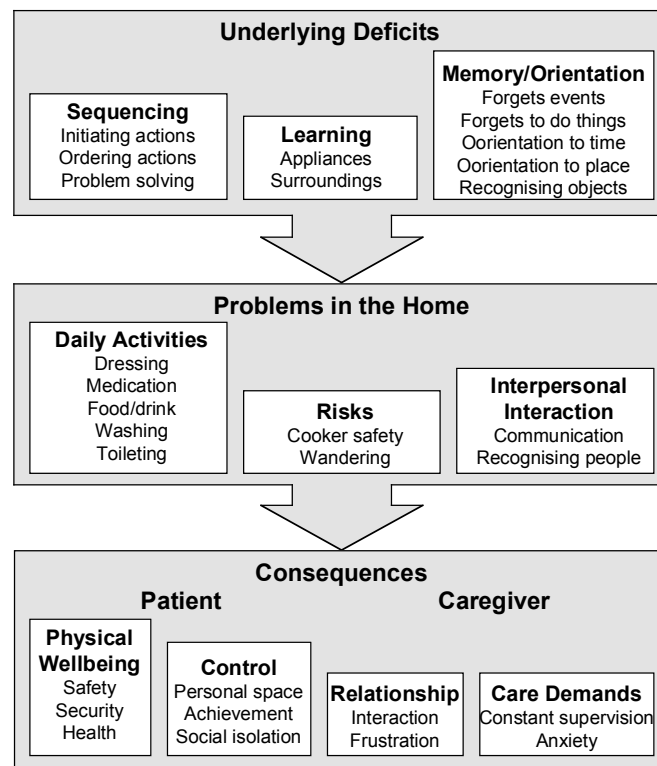 Underlying Deficits
Sequencing
Initiating actions
Ordering actions
Problem solving
Learning
Appliances
Surroundings
Memory/Orientation
Forgets events
Forgets to do things
Oorientation to time
Oorientation to place
Recognising objects
Problems in the Home
Daily Activities
Dressing
Medication
Food/drink
Washing
Toileting
Risks
Cooker safety
Wandering
Interpersonal
Interaction
Communication
Recognising people
Consequences
Patient
Physical
Wellbeing
Safety
Security
Health
Control
Personal space
Achievement
Social isolation
Caregiver
Relationship
Interaction
Frustration
Care Demands
Constant supervision
Anxiety